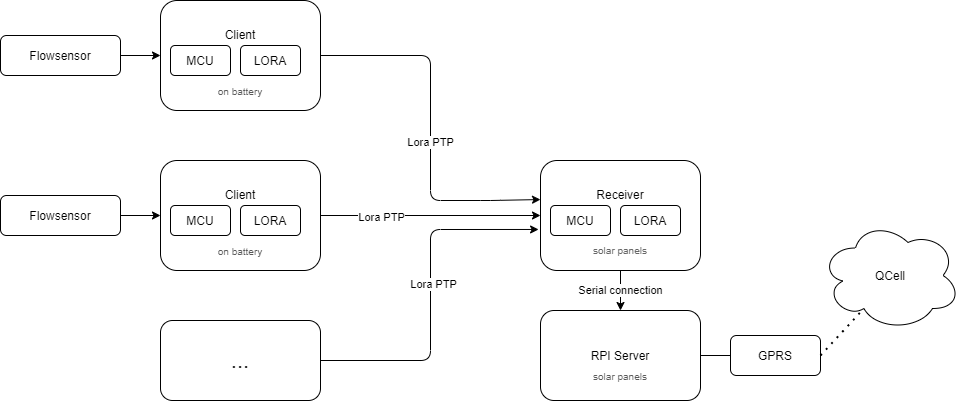 Flowsensor
Client
MCU
LORA
on battery
Lora PTP
Flowsensor
Client
MCU
LORA
on battery
Lora PTP
Receiver
MCU
LORA
solar panels
Lora PTP
Serial connection
QCell
...
RPI Server
solar panels
GPRS